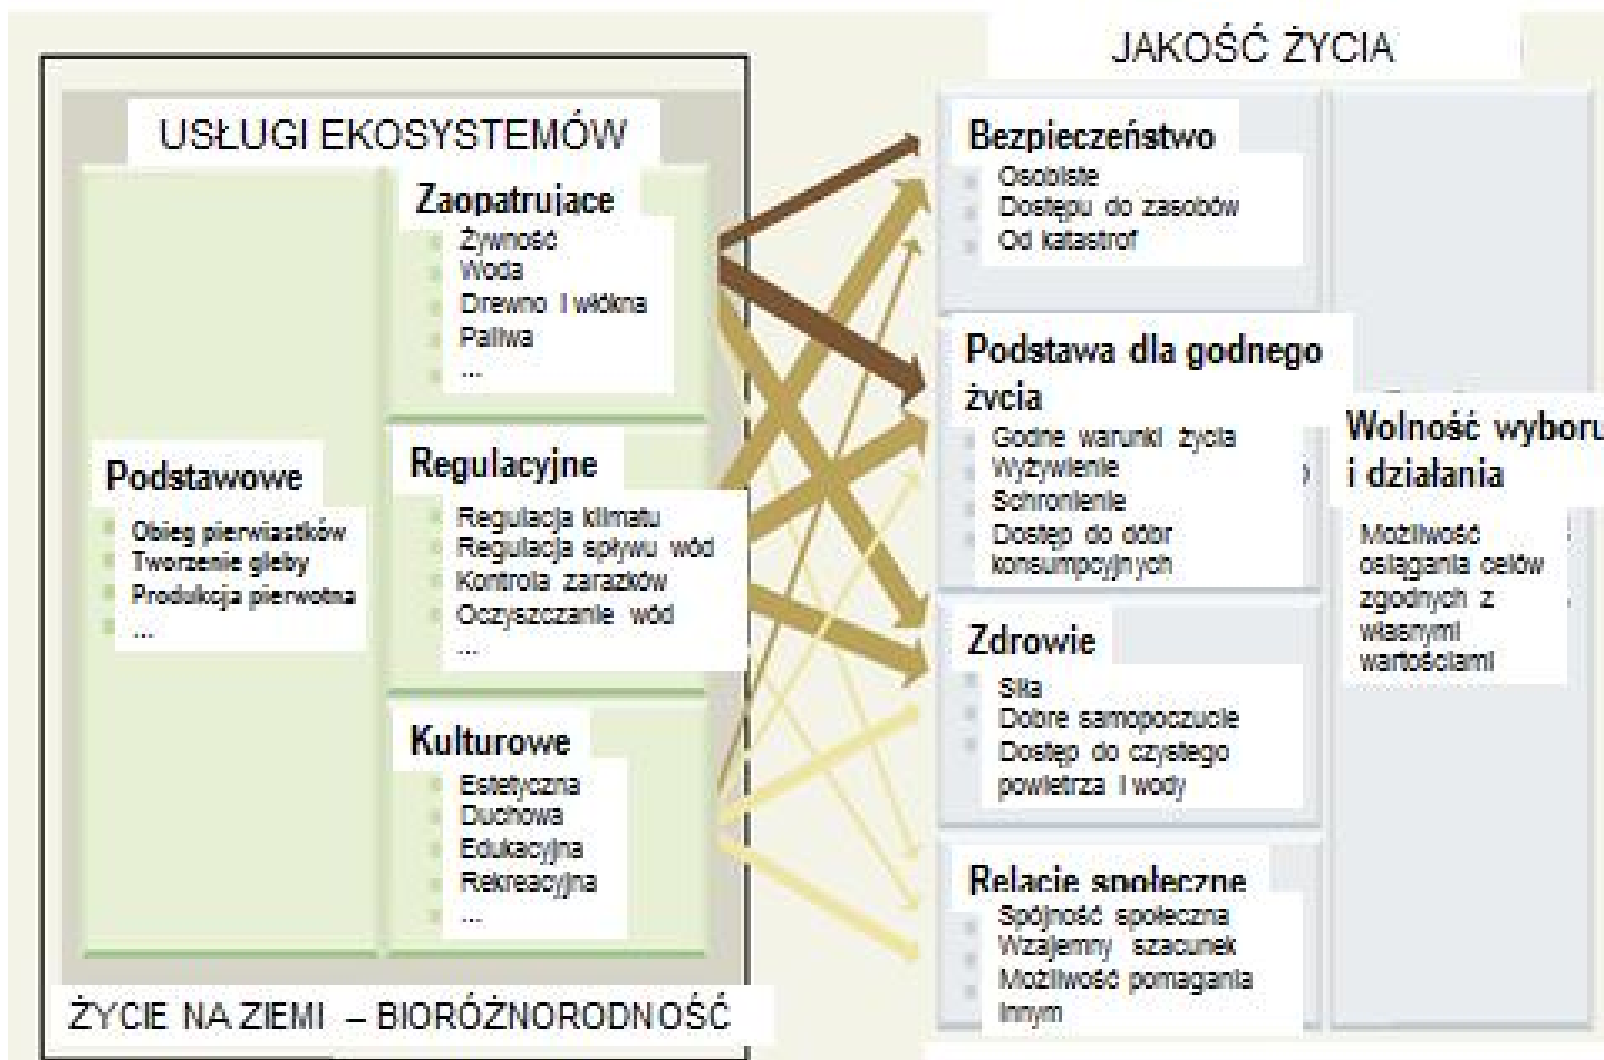 JAKOŚĆ ŻYCIA
USŁUGI EKOSYSTEMÓW
Podstawowe
Obieg pierwiastków
Tworzenie gleby
Produkcja pierwotna
...
Zaopatrujące
Żywność
Woda
Drewno i włókna
Paliwa
...
Regulacyjne
Regulacja klimatu
Regulacja spływu wód
Kontrola zarazków
Oczyszczanie wód
...
Kulturowe
Estetyczna
Duchowa
Edukacyjna
Rekreacyjna
...
ŻYCIE NA ZIEMI – BIORÓŻNORODNOŚĆ
Bezpieczeństwo
Osobiste
Dostępu do zasobów
Od katastrof
Podstawa dla godnego
życia
Godne warunki życia
Wyżywienie
Schronienie
Dostęp do dóbr
konsumpcyjnych
Zdrowie
Siła
Dobre samopoczucie
Dostęp do czystego
powietrza i wody
Relacje społeczne
Spójność społeczna
Wzajemny szacunek
Możliwość pomagania
innym
Wolność wyboru
i działania
Możliwość
osiągania celów
zgodnych z
własnymi
wartościami